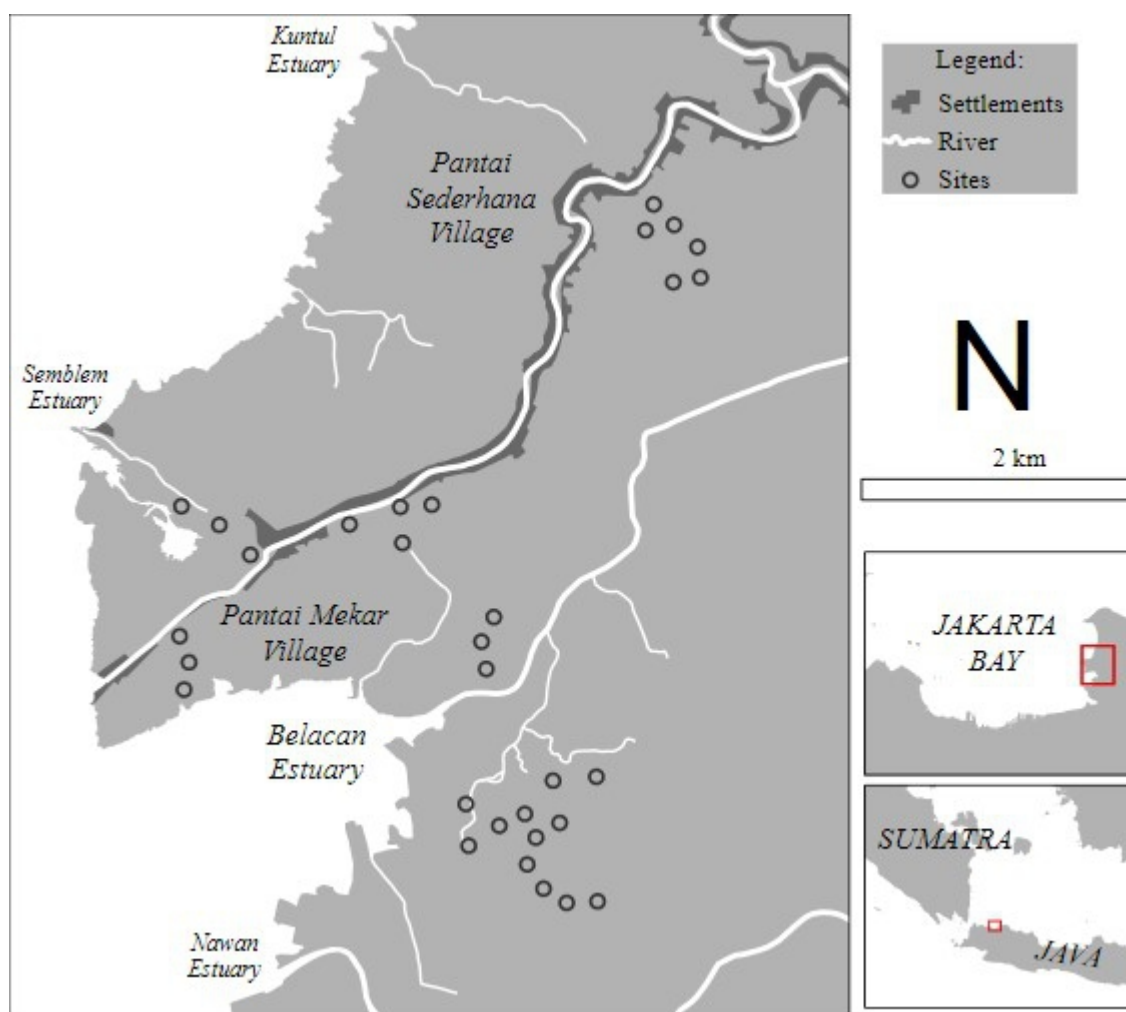 Kuntul
Estuary
Pantai
Sederhana
Village
Semblem
Estuary
Pantai Mekar
Village
Belacan
Estuary
Nawan
Estuary
Legend:
Settlements
River
Sites
N
2 km
JAKARTA
BAY
SUMATRA
JAVA